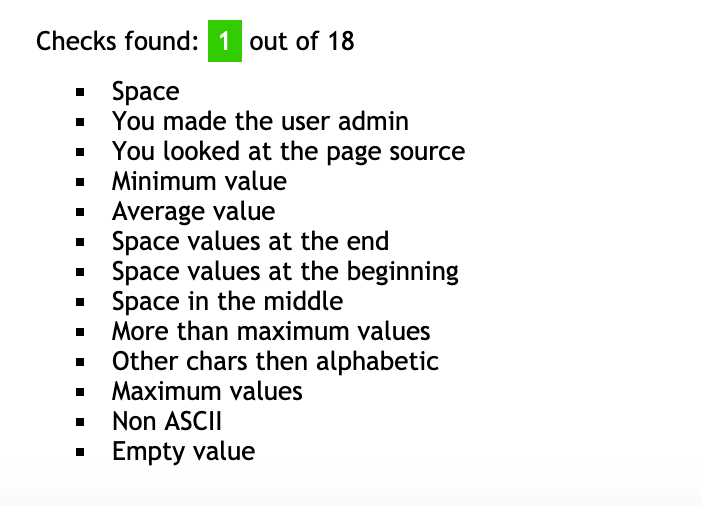 Checks found: 1 out of 18
Space
You made the user admin
You looked at the page source
Minimum value
Average value
Space values at the end
Space values at the beginning
Space in the middle
More than maximum values
Other chars then alphabetic
Maximum values
Non ASCII
Empty value